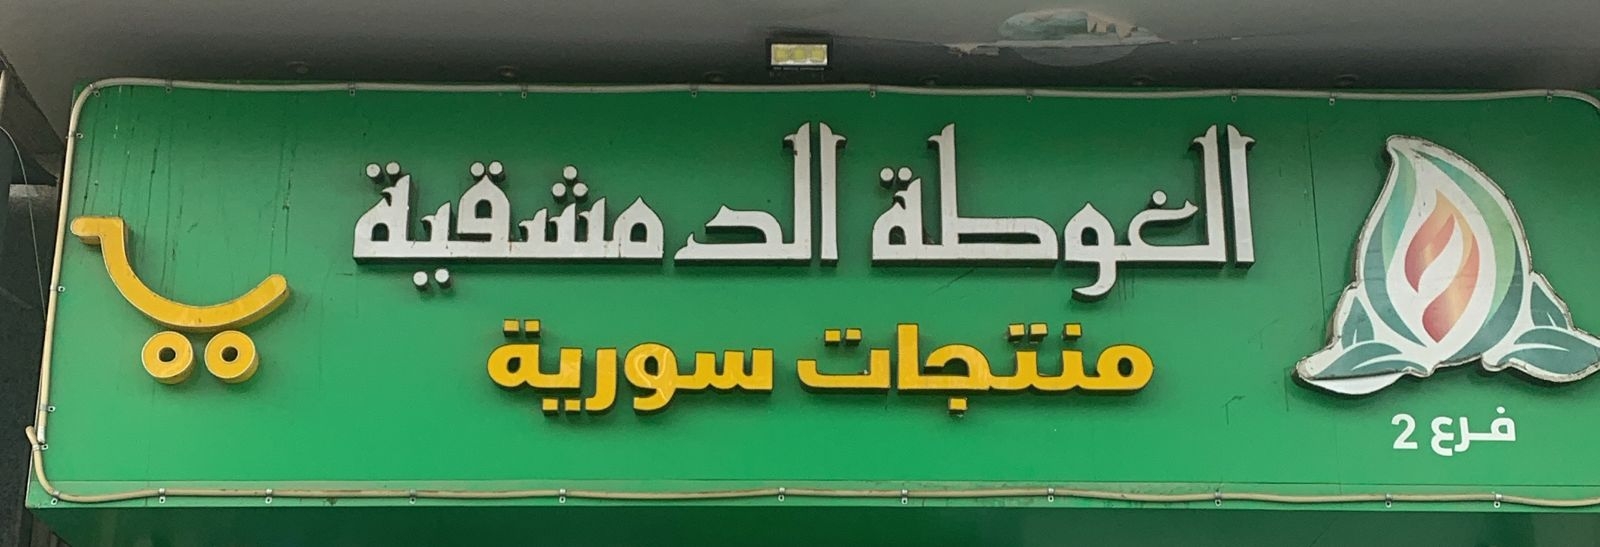 الغوطة الدمشقية
منتجات سورية
فرع 2